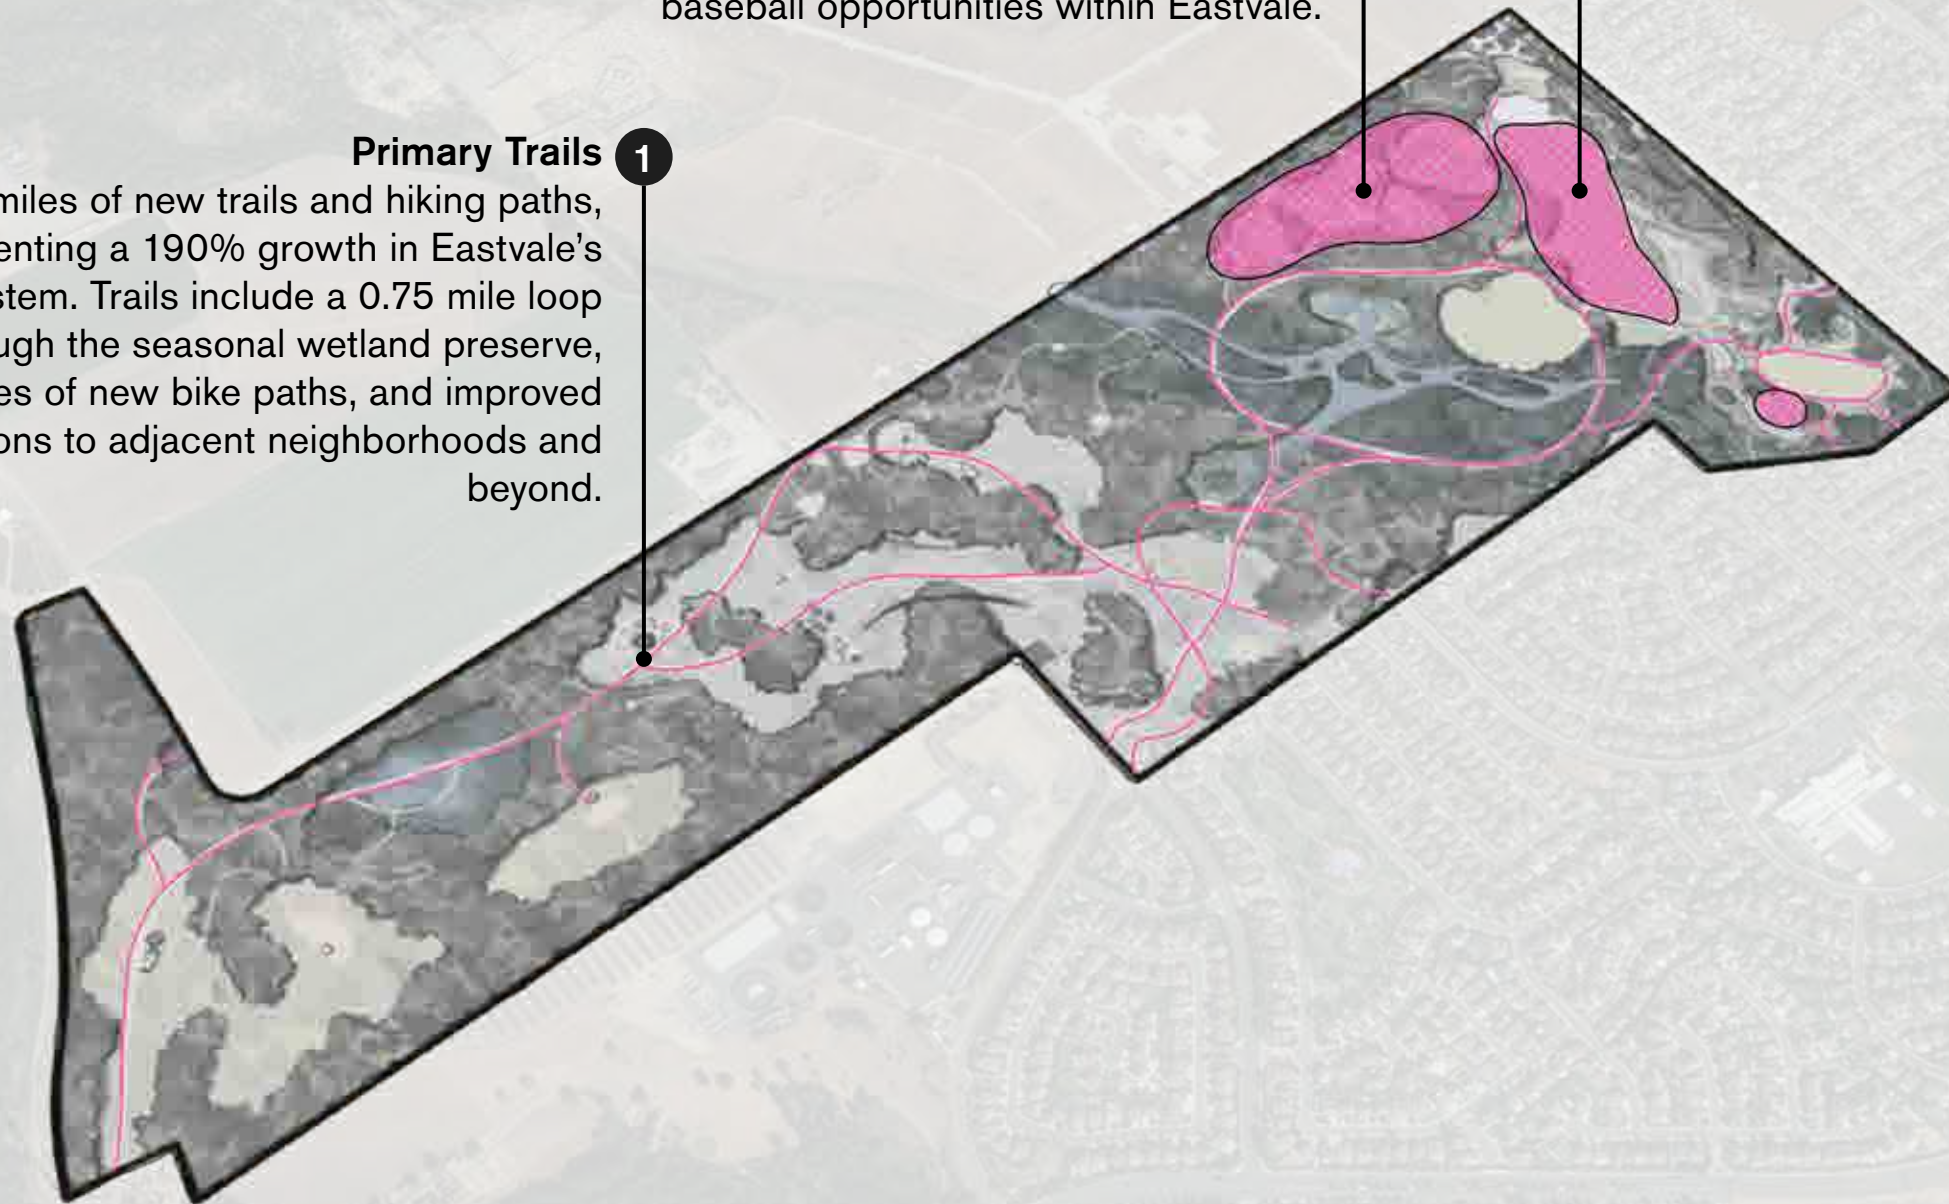 baseball opportunities within Eastvale.
Primary Trails 1
miles of new trails and hiking paths,
enting a 190% growth in Eastvale’s
stem. Trails include a 0.75 mile loop
ugh the seasonal wetland preserve,
es of new bike paths, and improved
ons to adjacent neighborhoods and
beyond.